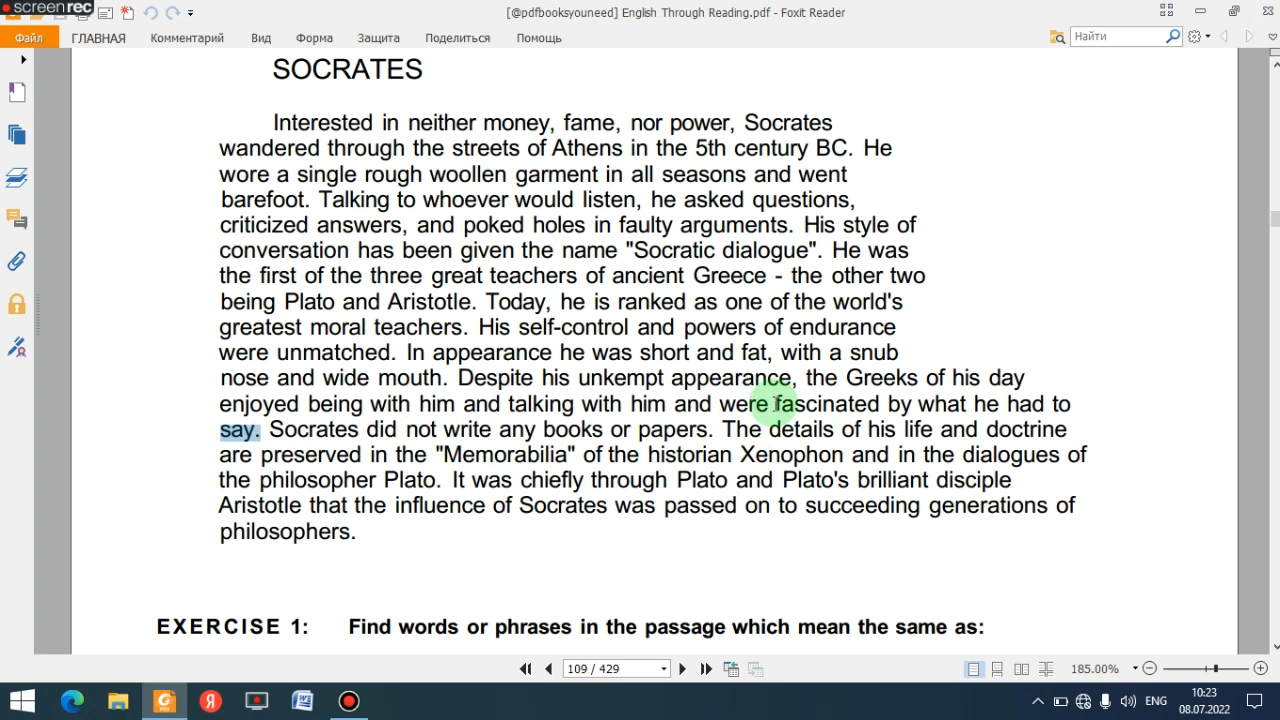 screenrec
[@pdfbooksyouneed] English Through Reading.pdf - Foxit Reader
Файл ГЛАВНАЯ Комментарий Вид Форма Защита Поделиться Помощь Найти
SOCRATES
Interested in neither money, fame, nor power, Socrates
wandered through the streets of Athens in the 5th century BC. He
wore a single rough woollen garment in all seasons and went
barefoot. Talking to whoever would listen, he asked questions,
criticized answers, and poked holes in faulty arguments. His style of
conversation has been given the name "Socratic dialogue". He was
the first of the three great teachers of ancient Greece - the other two
being Plato and Aristotle. Today, he is ranked as one of the world's
greatest moral teachers. His self-control and powers of endurance
were unmatched. In appearance he was short and fat, with a snub
nose and wide mouth. Despite his unkempt appearance, the Greeks of his day
enjoyed being with him and talking with him and were fascinated by what he had to
say. Socrates did not write any books or papers. The details of his life and doctrine
are preserved in the "Memorabilia" of the historian Xenophon and in the dialogues of
the philosopher Plato. It was chiefly through Plato and Plato's brilliant disciple
Aristotle that the influence of Socrates was passed on to succeeding generations of
philosophers.
EXERCISE 1: Find words or phrases in the passage which mean the same as:
109 / 429 185.00%
ENG 10:23
08.07.2022